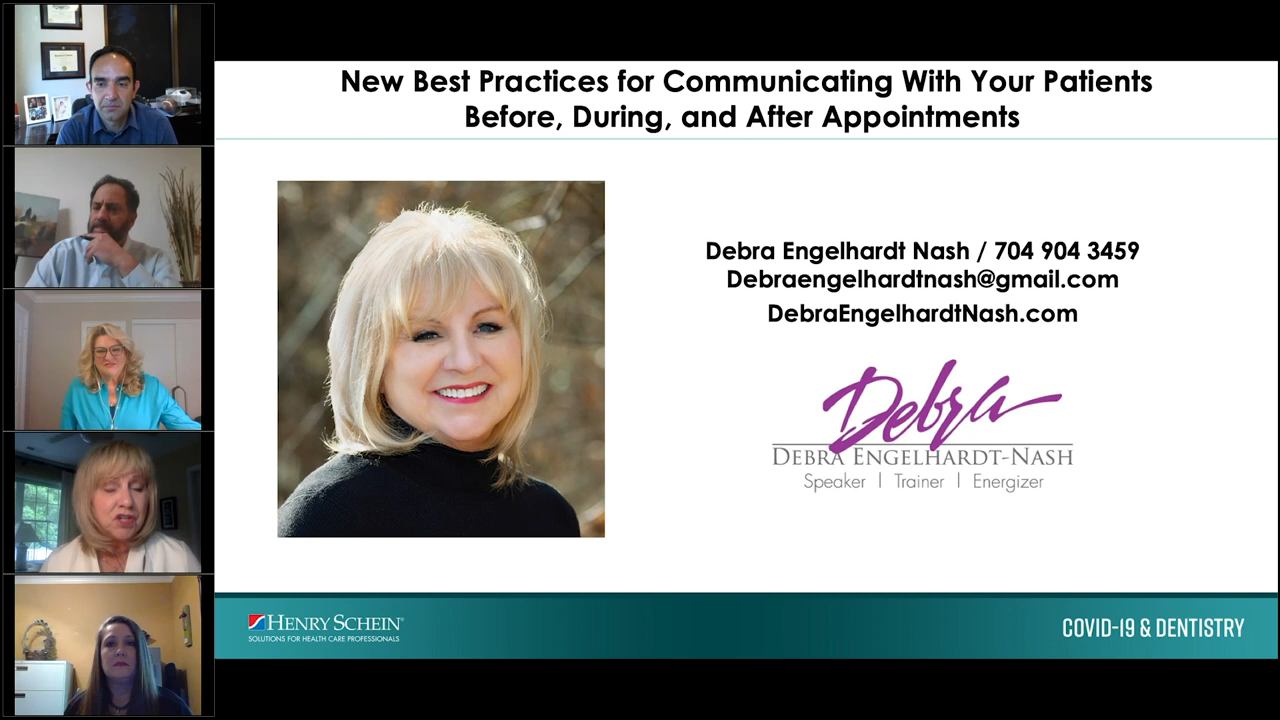 New Best Practices for Communicating With Your Patients
Before, During, and After Appointments
Debra Engelhardt Nash / 704 904 3459
Debraengelhardtnash@gmail.com
DebraEngelhardtNash.com
Debra
DEBRA ENGELHARDT-NASH
Speaker | Trainer | Energizer
HENRY SCHEIN®
SOLUTIONS FOR HEALTH CARE PROFESSIONALS
COVID-19 & DENTISTRY